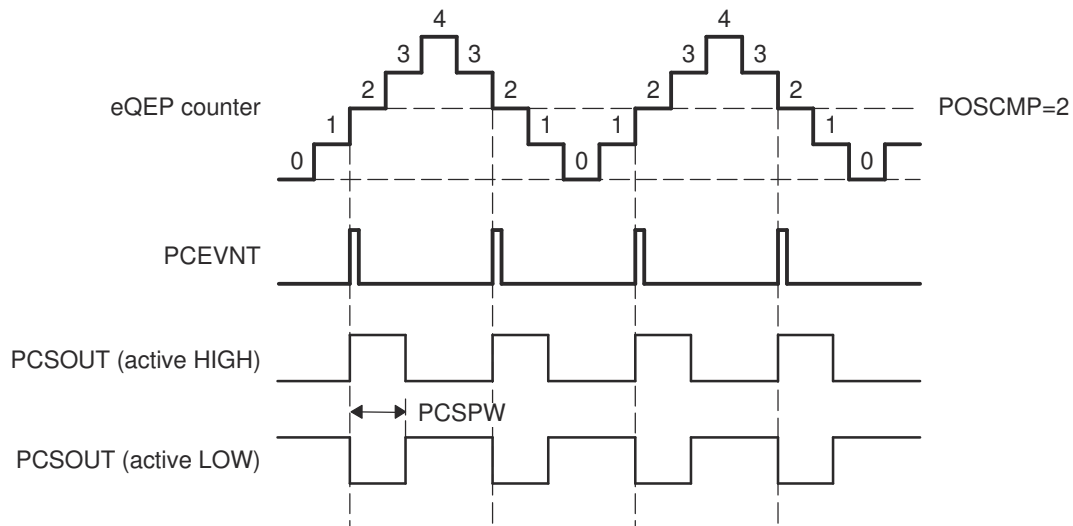 4
4
3
3
3
3
2
2
2
2
eQEP counter
POSCMP=2
1
1
1
1
0
0
0
PCEVNT
PCSOUT (active HIGH)
PCSPW
PCSOUT (active LOW)